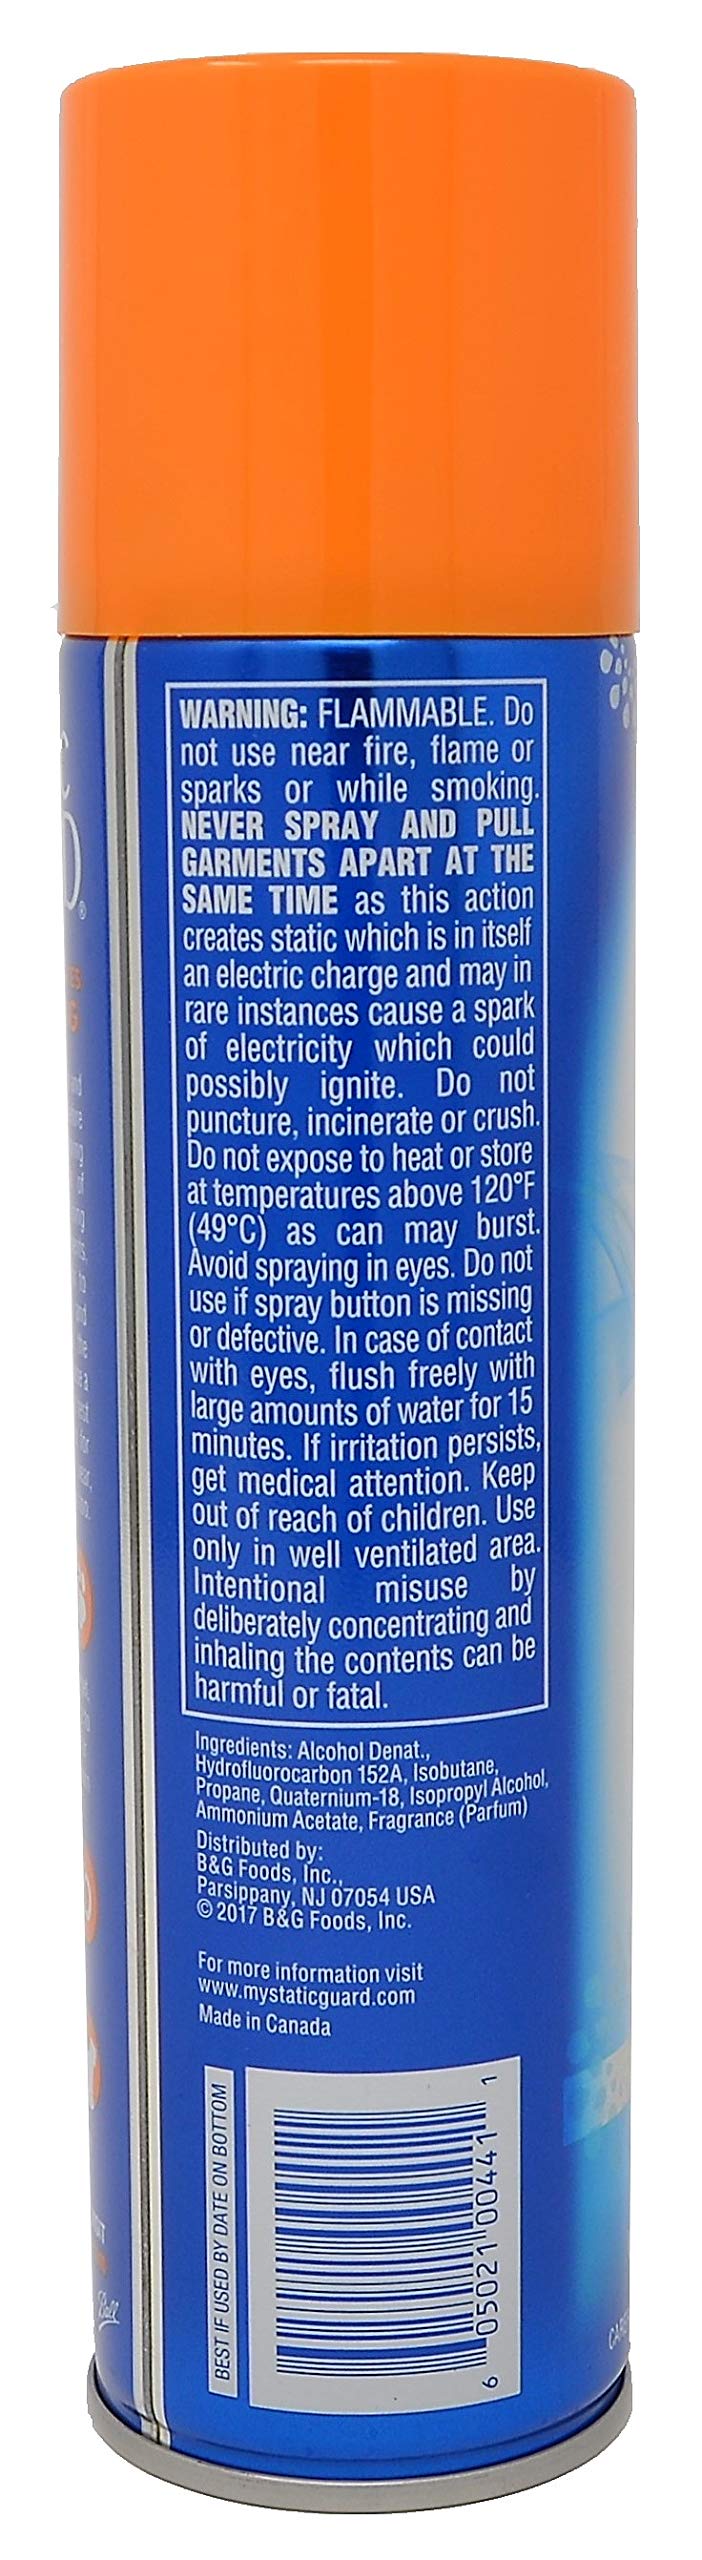 WARNING: FLAMMABLE. Do
not use near fire, flame or
sparks or while smoking.
NEVER SPRAY AND PULL
GARMENTS APART AT THE
SAME TIME as this action
creates static which is in itself
an electric charge and may in
rare instances cause a spark
of electricity which could
possibly ignite. Do not
puncture, incinerate or crush.
Do not expose to heat or store
at temperatures above 120°F
(49°C) as can may burst.
Avoid spraying in eyes. Do not
use if spray button is missing
or defective. In case of contact
with eyes, flush freely with
large amounts of water for 15
minutes. If irritation persists,
get medical attention. Keep
out of reach of children. Use
only in well ventilated area.
Intentional misuse by
deliberately concentrating and
inhaling the contents can be
harmful or fatal.
Ingredients: Alcohol Denat.,
Hydrofluorocarbon 152A, Isobutane,
Propane, Quaternium-18, Isopropyl Alcohol,
Ammonium Acetate, Fragrance (Parfum)
Distributed by:
B&G Foods, Inc.,
Parsippany, NJ 07054 USA
© 2017 B&G Foods, Inc.
For more information visit
www.mystaticguard.com
Made in Canada
BEST IF USED BY DATE ON BOTTOM
6 05021 00441 1
Ball